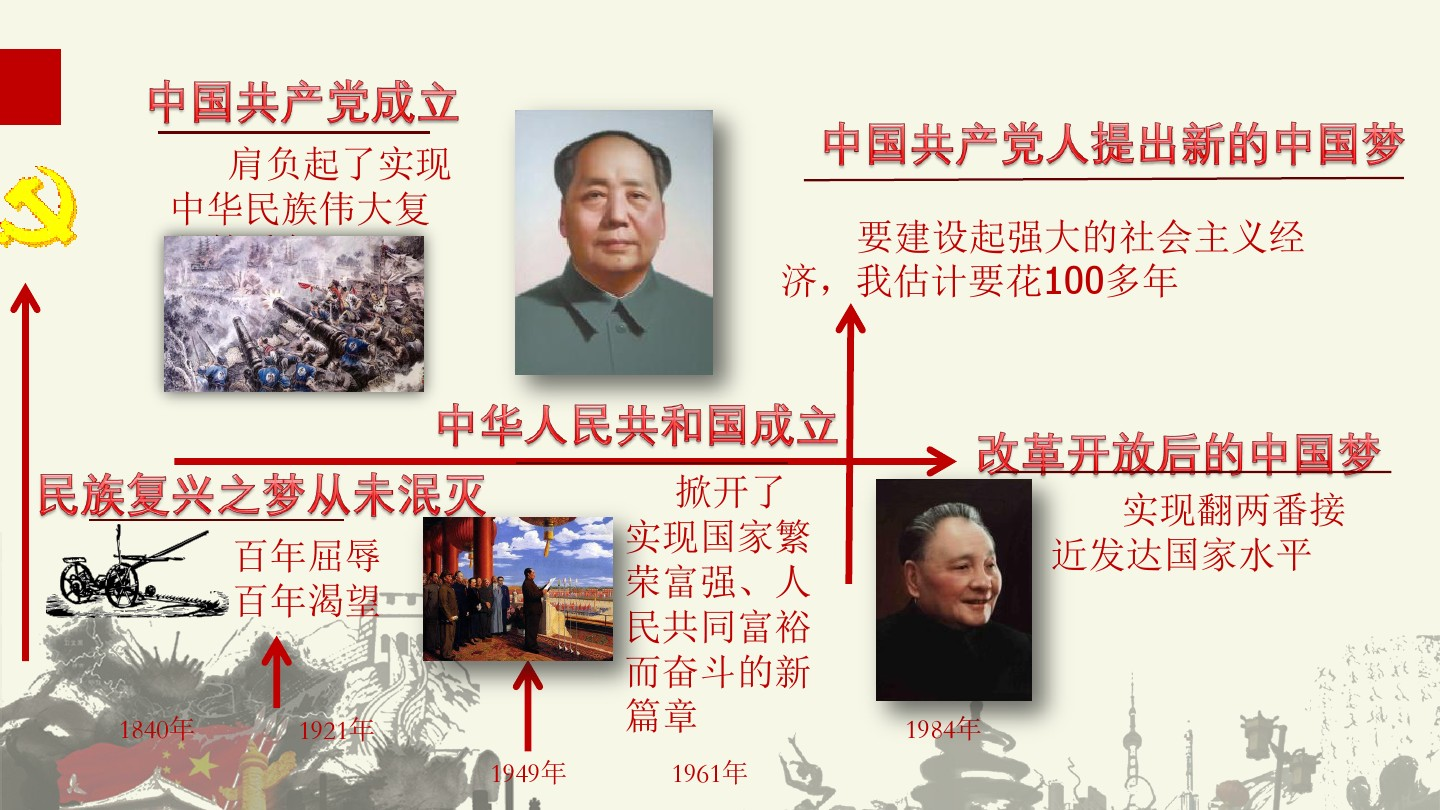 中国共产党成立
肩负起了实现
中华民族伟大复
中国共产党人提出新的中国梦
要建设起强大的社会主义经
济，我估计要花100多年
中华人民共和国成立
掀开了
实现国家繁
荣富强、人
民共同富裕
而奋斗的新
篇章
改革开放后的中国梦
实现翻两番接
近发达国家水平
民族复兴之梦从未泯灭
百年屈辱
百年渴望
1840年
1921年
1949年
1961年
1984年